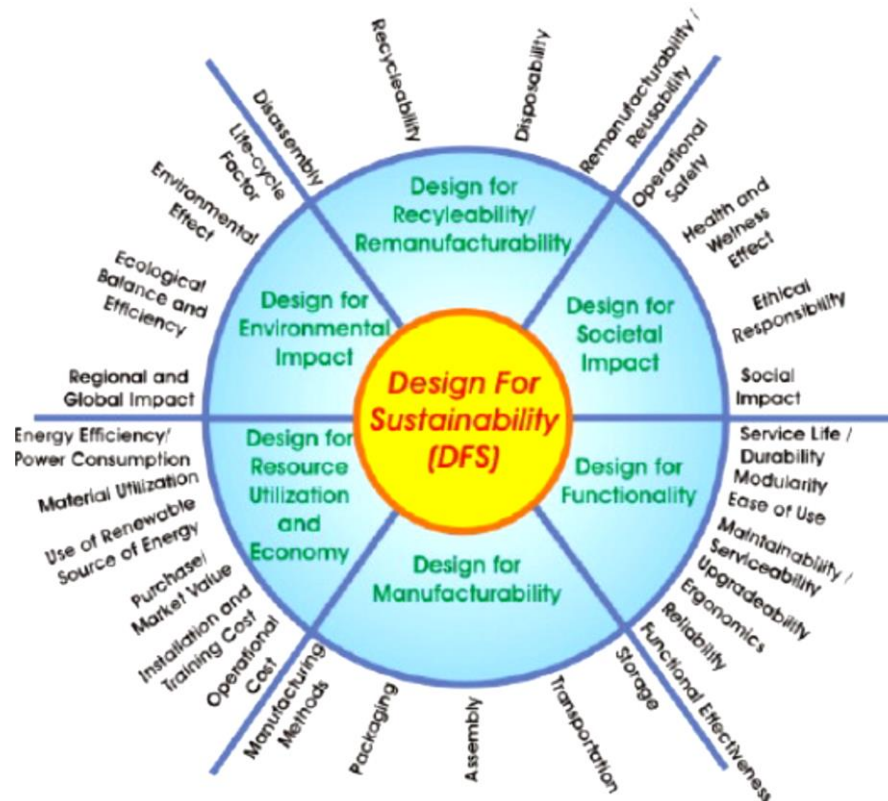 Recycleability
Disposability
Remanufacturability /
Reusability
Disassembly
Life-cycle
Factor
Environmental
Effect
Ecological
Balance and
Efficiency
Regional and
Global Impact
Operational
Safety
Health and
Welness
Effect
Ethical
Responsibility
Social
Impact
Design for
Recyleability/
Remanufacturability
Design for
Environmental
Impact
Design for
Societal
Impact
Design For
Sustainability
(DFS)
Design for
Resource
Utilization
and
Economy
Design for
Functionality
Design for
Manufacturability
Energy Efficiency/
Power Consumption
Material Utilization
Use of Renewable
Source of Energy
Purchase/
Market Value
Installation and
Training Cost
Operational
Cost
Manufacturing
Methods
Packaging
Assembly
Transportation
Storage
Service Life /
Durability
Modularity
Ease of Use
Maintainability /
Serviceability
Upgradeability
Ergonomics
Reliability
Functional Effectiveness